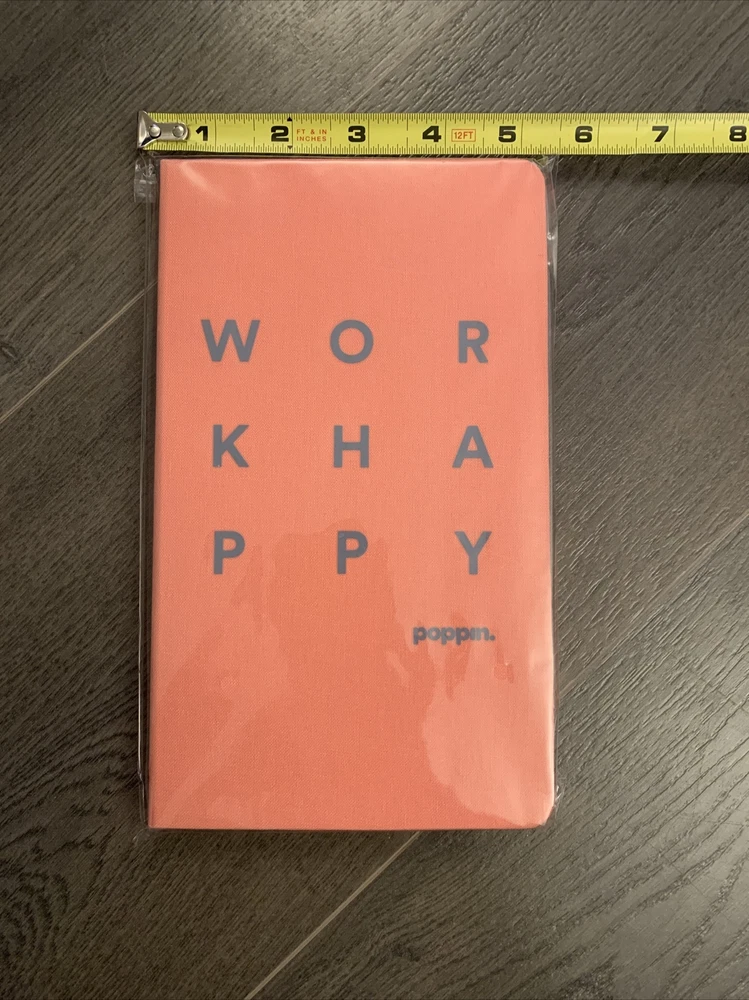 1 2 FT & IN INCHES 3 4 12FT 5 6 7 8
W O R
K H A
P P Y
poppin.